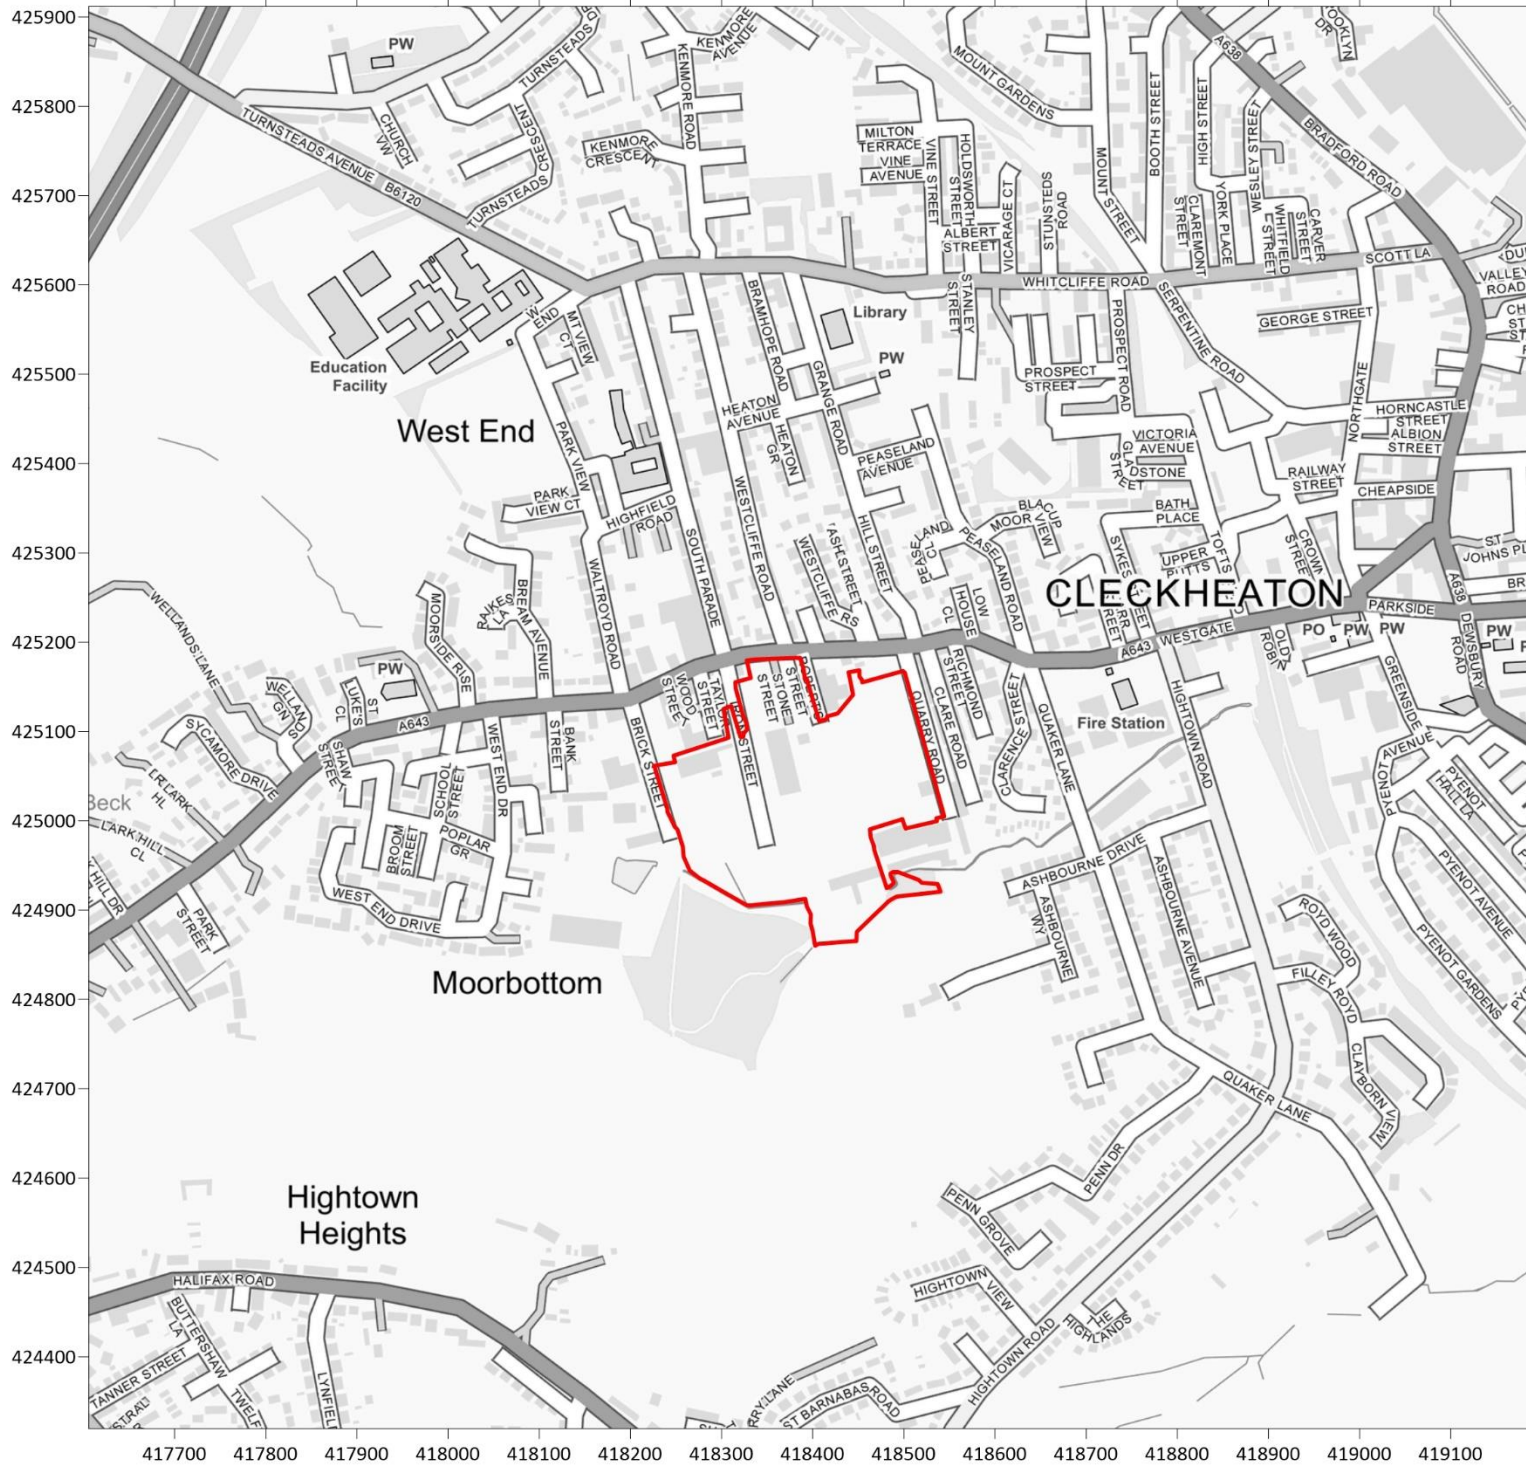 425900
425800
425700
425600
425500
425400
425300
425200
425100
425000
424900
424800
424700
424600
424500
424400
PW
TURNSTEADS
KENMORE
AVENUE
KENMORE ROAD
CHURCH
VW
TURNSTEADS AVENUE
B6120
CRESCENT
TURNSTEADS
KENMORE
CRESCENT
MOUNT GARDENS
MILTON
TERRACE
VINE
AVENUE
VINE STREET
HOLDSWORTH
STREET
ALBERT
STREET
VICARAGE CT
STUNSTEDS
ROAD
MOUNT STREET
BOOTH STREET
HIGH STREET
WESLEY STREET
CLAREMONT
STREET
YORK PLACE
WHITFIELD
STREET
CARVER
STREET
A638
BRADFORD ROAD
SCOTT LA
VALLEY
ROAD
WHITCLIFFE ROAD
STANLEY
STREET
Education
Facility
W
END
MT VIEW
CT
BRAMHOPE ROAD
GRANGE ROAD
Library
PW
PROSPECT
STREET
PROSPECT ROAD
SERPENTINE ROAD
GEORGE STREET
NORTHGATE
HORNCASTLE
STREET
ALBION
STREET
West End
PARK VIEW
PARK
VIEW CT
HIGHFIELD
ROAD
HEATON
AVENUE
HEATON
GR
PEASELAND
AVENUE
VICTORIA
AVENUE
STREET
RAILWAY
STREET
CHEAPSIDE
BATH
PLACE
WALTROYD ROAD
SOUTH PARADE
WESTCLIFFE ROAD
WESTCLIFFE
ASH STREET
HILL STREET
PEASELAND
CL
MOOR
VIEW
PEASELAND ROAD
LOW
HOUSE
CL
UPPER
CROWN
STREET
ST
JOHNS
CLECKHEATON
A643
WESTGATE
OLD
ROBIN
PO
PW
PW
PARKSIDE
A638
DEWSBURY
ROAD
PW
WELLANDS LANE
MOORSIDE RISE
RAIKES
LA
BREAM AVENUE
PW
ST
LUKE'S
CL
SYCAMORE DRIVE
SHAW
STREET
A643
WEST END DR
BANK
STREET
BRICK STREET
WOOD
STREET
STREET
STREET
STONE
STREET
STREET
QUARRY ROAD
CLARE ROAD
RICHMOND
STREET
CLARENCE STREET
QUAKER LANE
Fire Station
HIGHTOWN ROAD
GREENSIDE
PYENOT AVENUE
PYENOT
HALL LA
Beck
LARK HILL
CL
HL
SCHOOL
STREET
BROOM
STREET
POPLAR
GR
WEST END DRIVE
PARK
STREET
ASHBOURNE DRIVE
ASHBOURNE
WY
ASHBOURNE AVENUE
ROYD WOOD
FILLEY ROYD
PYENOT AVENUE
PYENOT GARDENS
Moorbottom
CLAYBORN VIEW
QUAKER LANE
PENN DR
PENN GROVE
Hightown
Heights
HALIFAX ROAD
BUTTERSHAW
LA
TANNER STREET
HIGHTOWN
VIEW
THE
HIGHLANDS
HIGHTOWN ROAD
ST BARNABAS ROAD
417700 417800 417900 418000 418100 418200 418300 418400 418500 418600 418700 418800 418900 419000 419100